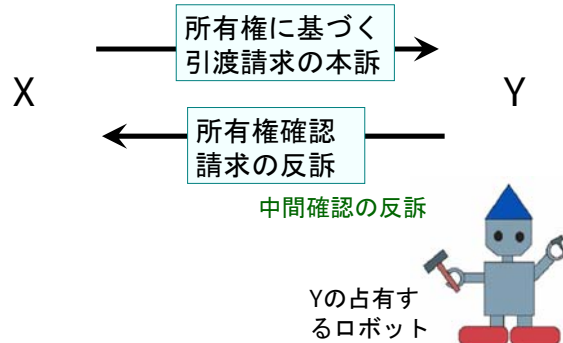 所有権に基づく
引渡請求の本訴
X
Y
所有権確認
請求の反訴
中間確認の反訴
Yの占有す
るロボット